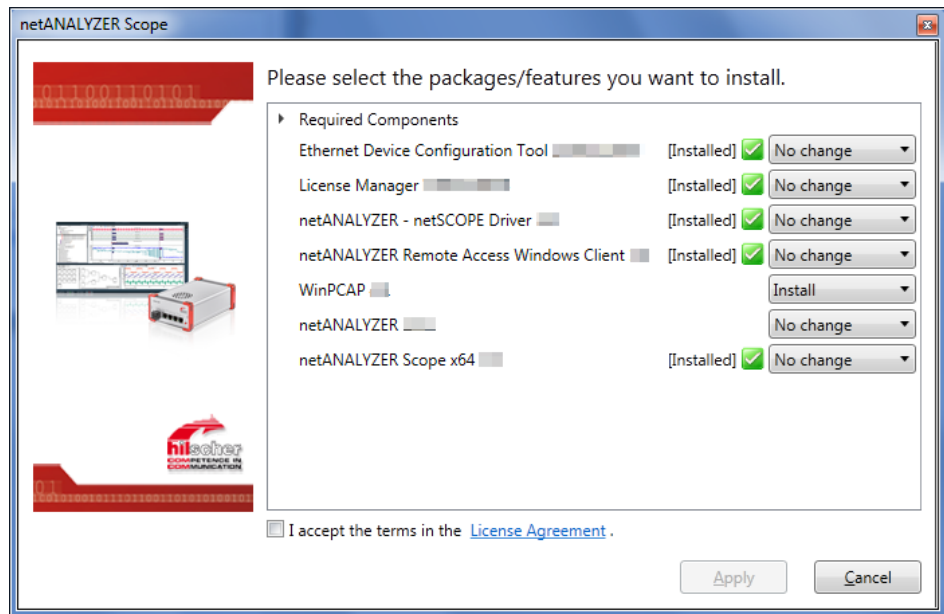 netANALYZER Scope
Please select the packages/features you want to install.
Required Components
Ethernet Device Configuration Tool [Installed] No change
License Manager [Installed] No change
netANALYZER - netSCOPE Driver [Installed] No change
netANALYZER Remote Access Windows Client [Installed] No change
WinPCAP Install
netANALYZER No change
netANALYZER Scope x64 [Installed] No change
hilscher
COMPETENCE IN
COMMUNICATION
I accept the terms in the License Agreement .
Apply Cancel